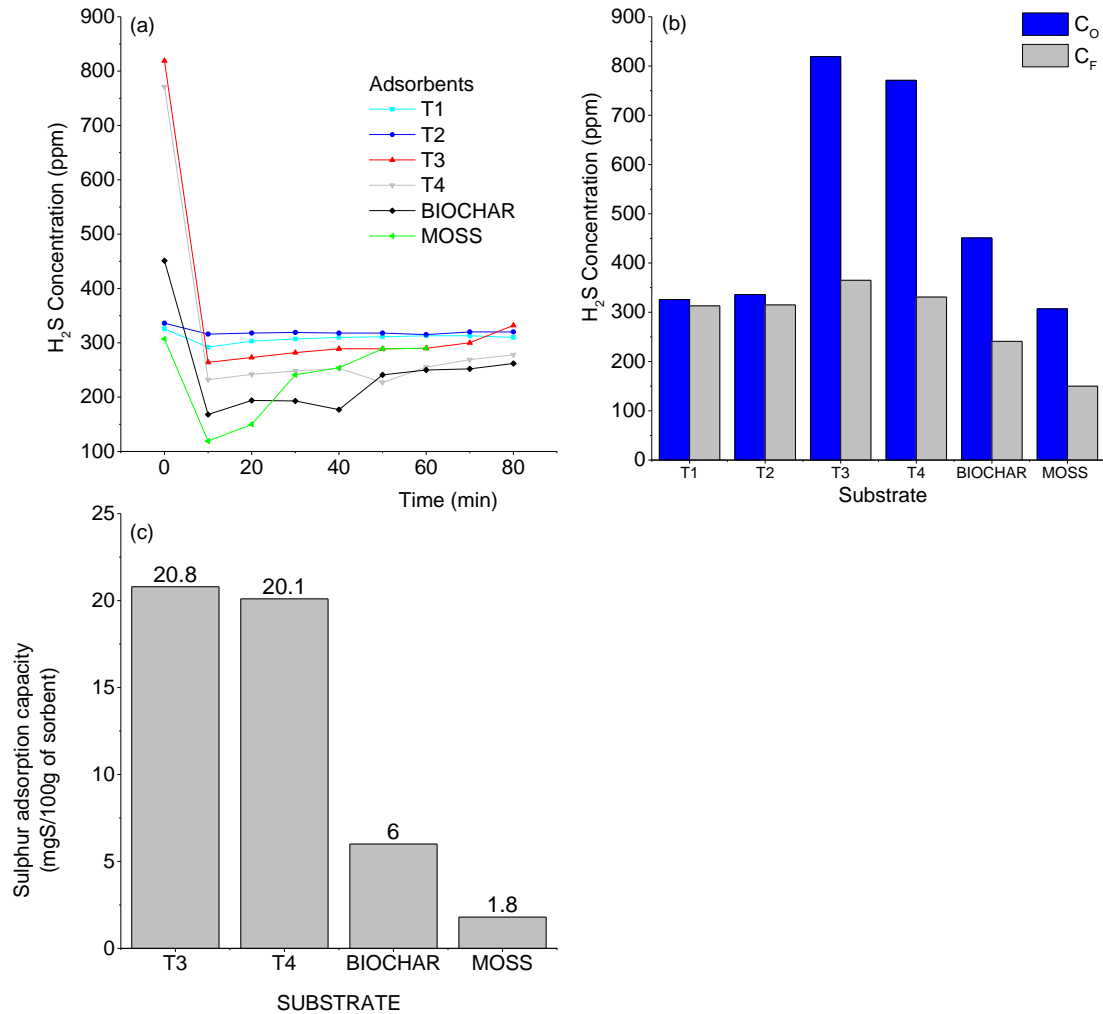 (a)
900
800
700
600
500
450
400
300
200
100
H₂S Concentration (ppm)
Adsorbents
T1
T2
T3
T4
BIOCHAR
MOSS
0 20 40 60 80
Time (min)
(b)
C_O
C_F
900
800
700
600
500
400
300
200
100
0
H₂S Concentration (ppm)
T1 T2 T3 T4 BIOCHAR MOSS
Substrate
(c)
25
20
15
10
5
0
Sulphur adsorption capacity
(mgS/100g of sorbent)
20.8
20.1
6
1.8
T3 T4 BIOCHAR MOSS
SUBSTRATE